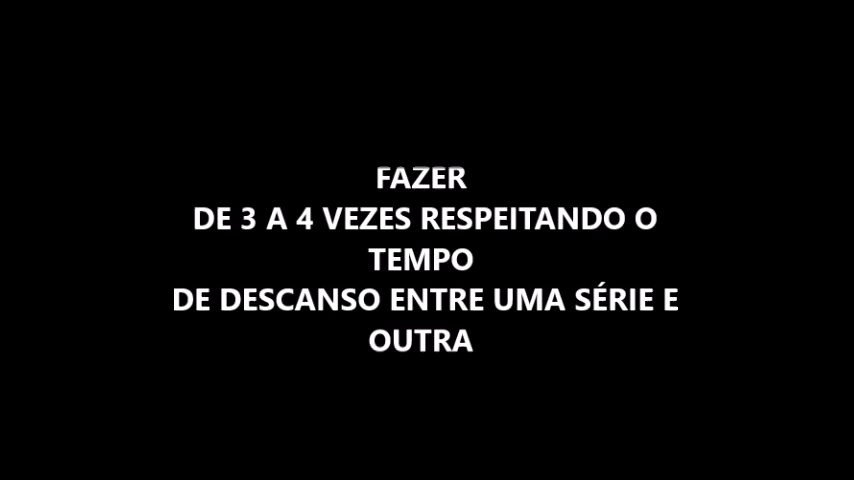 FAZER
DE 3 A 4 VEZES RESPEITANDO O
TEMPO
DE DESCANSO ENTRE UMA SÉRIE E
OUTRA